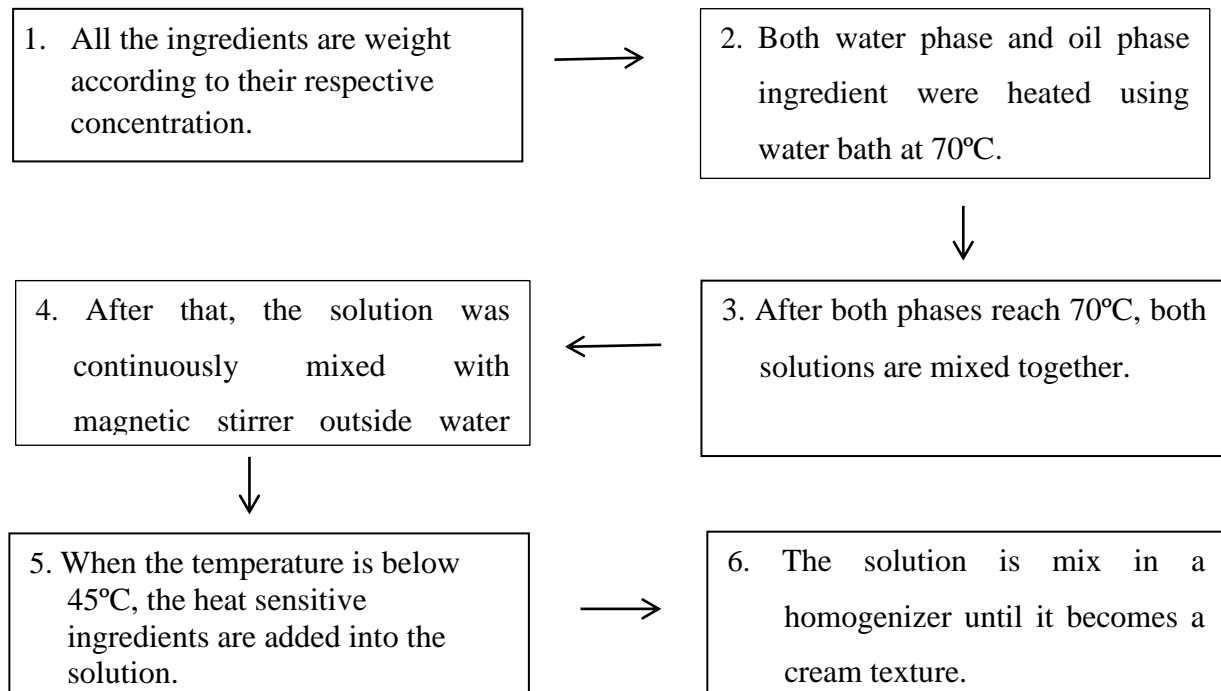 1. All the ingredients are weight
according to their respective
concentration.
2. Both water phase and oil phase
ingredient were heated using
water bath at 70ºC.
3. After both phases reach 70ºC, both
solutions are mixed together.
4. After that, the solution was
continuously mixed with
magnetic stirrer outside water
5. When the temperature is below
45ºC, the heat sensitive
ingredients are added into the
solution.
6. The solution is mix in a
homogenizer until it becomes a
cream texture.